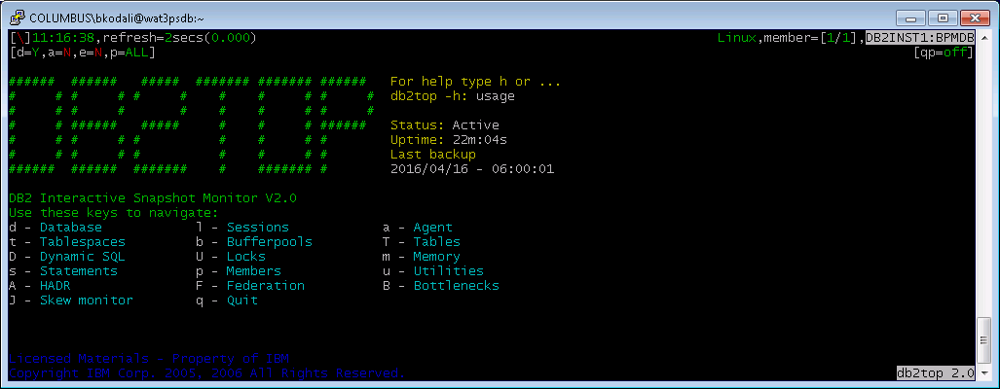 COLUMBUS\bkodali@wat3psdb:~
[\]11:16:38,refresh=2secs(0.000) Linux,member=[1/1],DB2INST1:BPMDB
[d=Y,a=N,e=N,p=ALL] [qp=off]
DB2TOP
For help type h or ...
db2top -h: usage
Status: Active
Uptime: 22m:04s
Last backup
2016/04/16 - 06:00:01
DB2 Interactive Snapshot Monitor V2.0
Use these keys to navigate:
d - Database l - Sessions a - Agent
t - Tablespaces b - Bufferpools T - Tables
D - Dynamic SQL U - Locks m - Memory
s - Statements p - Members u - Utilities
A - HADR F - Federation B - Bottlenecks
J - Skew monitor q - Quit
Licensed Materials - Property of IBM
Copyright IBM Corp. 2005, 2006 All Rights Reserved.
db2top 2.0